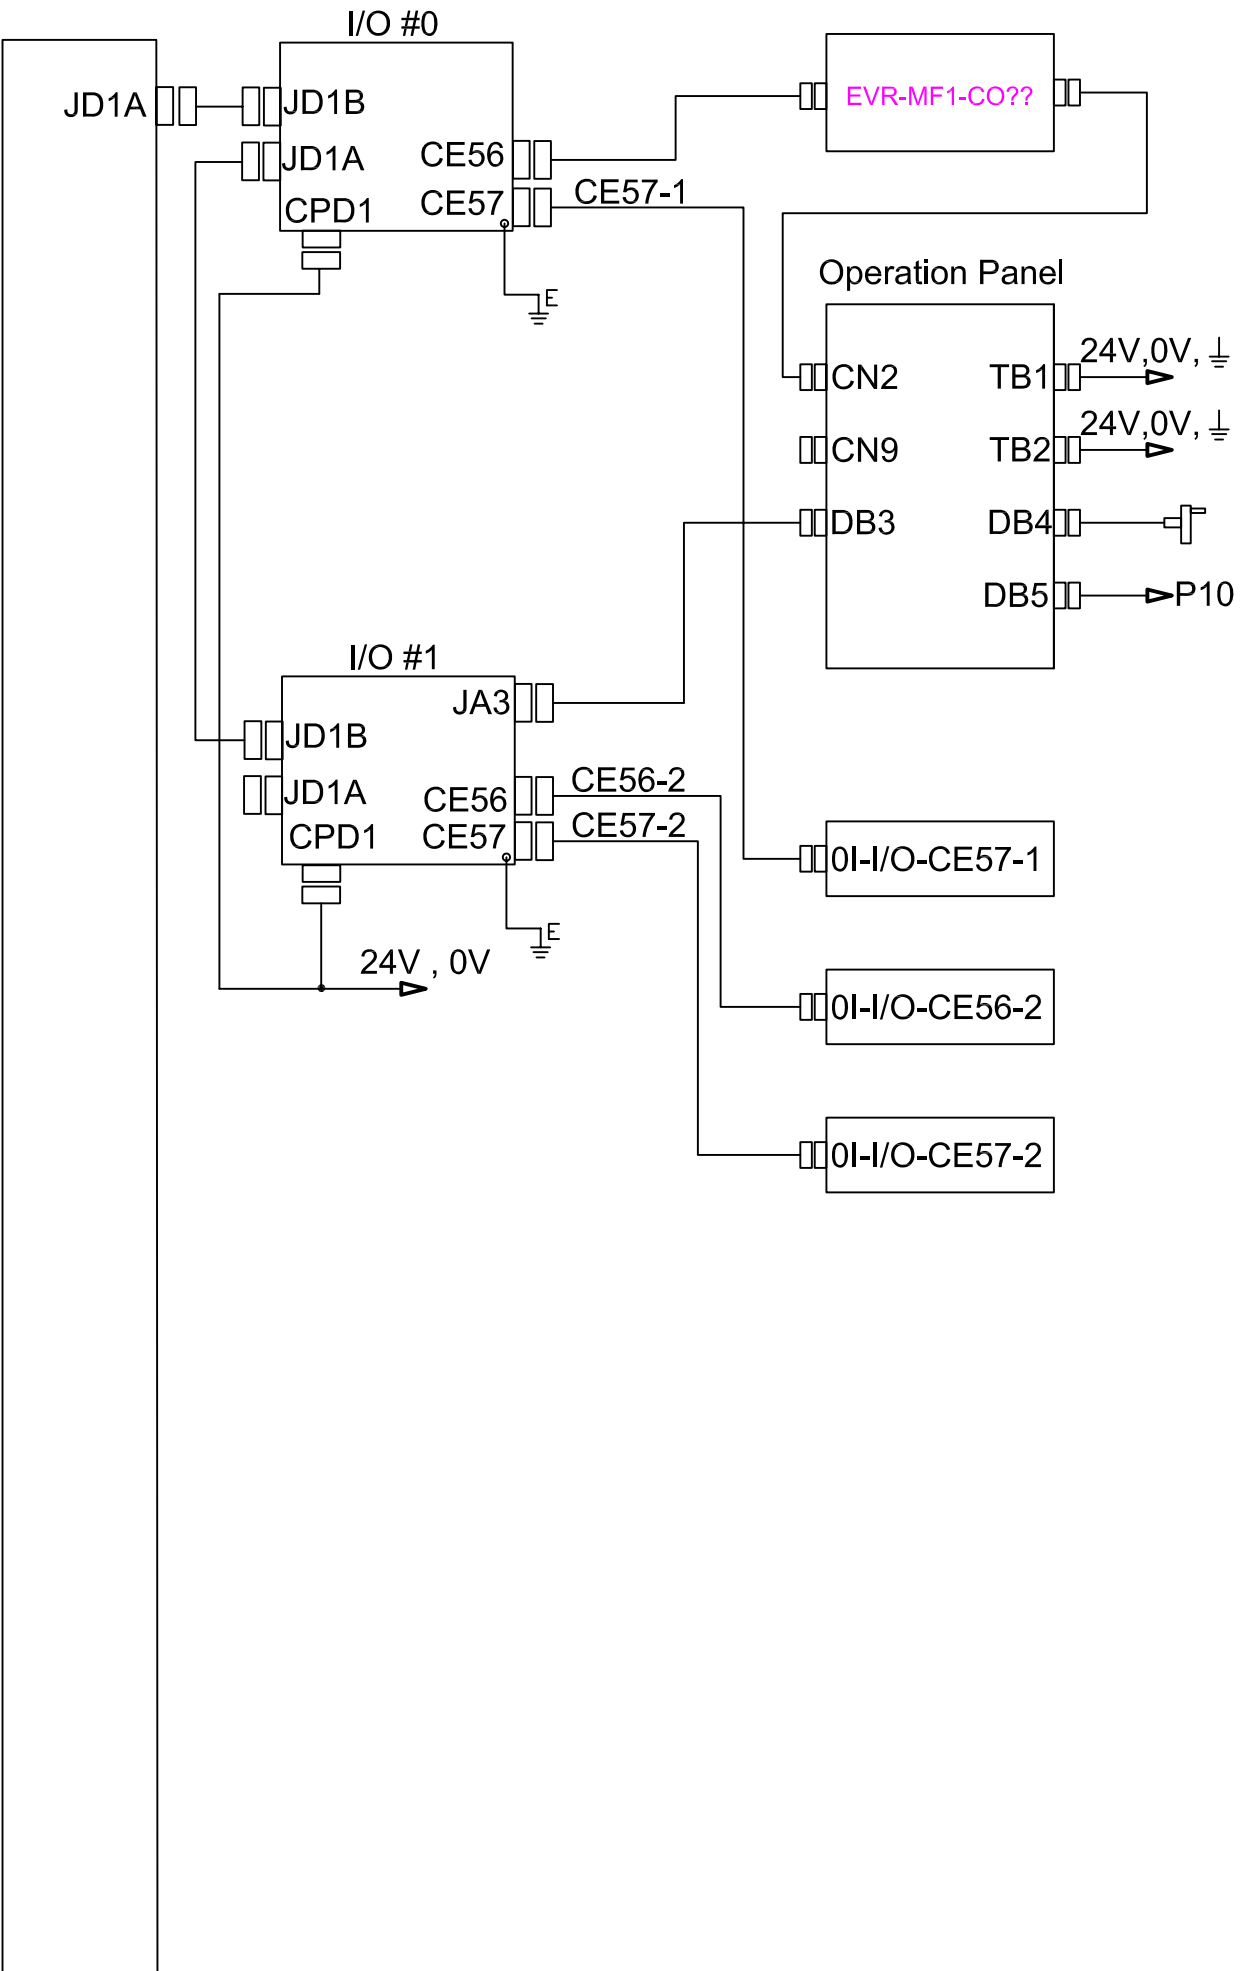 I/O #0
JD1A
JD1B
JD1A
CPD1
CE56
CE57
CE57-1
E
EVR-MF1-CO??
Operation Panel
CN2
TB1
24V,0V,
CN9
TB2
24V,0V,
DB3
DB4
DB5
P10
I/O #1
JA3
JD1B
JD1A
CE56
CE56-2
CPD1
CE57
CE57-2
E
24V , 0V
0I-I/O-CE57-1
0I-I/O-CE56-2
0I-I/O-CE57-2